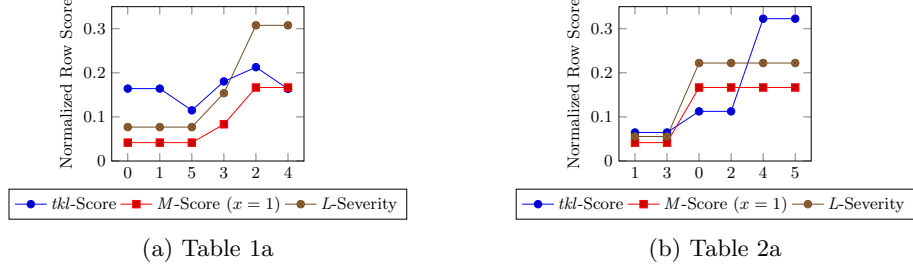 Normalized Row Score
0.3
0.2
0.1
0
0 1 5 3 2 4
tkl-Score M-Score (x = 1) L-Severity
(a) Table 1a
Normalized Row Score
0.3
0.2
0.1
0
1 3 0 2 4 5
tkl-Score M-Score (x = 1) L-Severity
(b) Table 2a